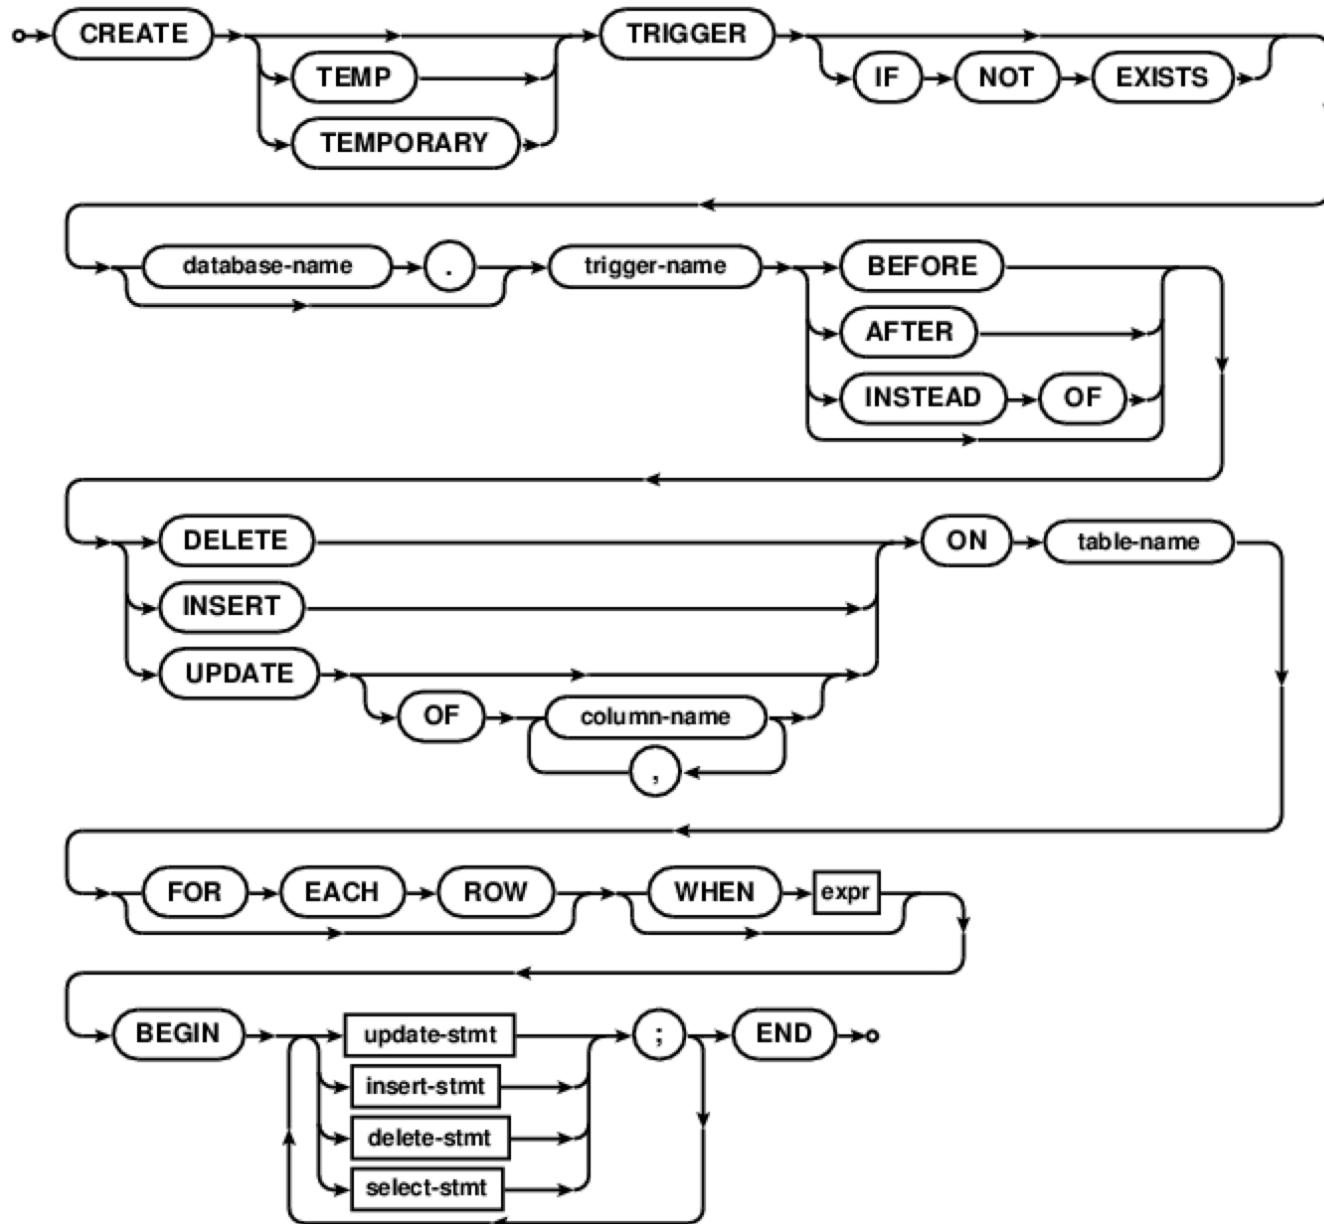 CREATE TRIGGER
TEMP IF NOT EXISTS
TEMPORARY
database-name . trigger-name BEFORE
AFTER
INSTEAD OF
DELETE ON table-name
INSERT
UPDATE
OF column-name
,
FOR EACH ROW WHEN expr
BEGIN update-stmt ; END
insert-stmt
delete-stmt
select-stmt